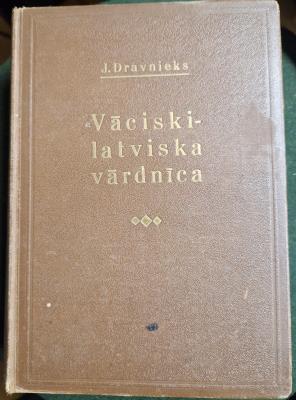 J. Dravnieks
Vāciski-
latviska
vārdnīca